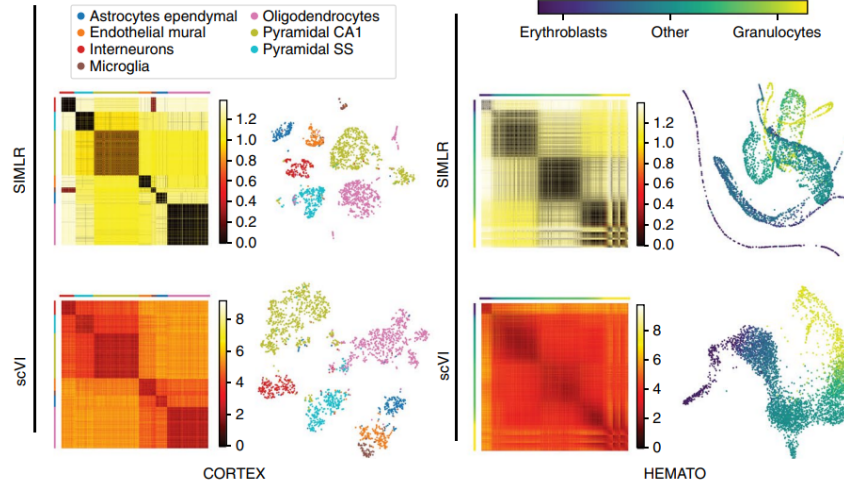 Astrocytes ependymal
Endothelial mural
Interneurons
Microglia
Oligodendrocytes
Pyramidal CA1
Pyramidal SS
Erythroblasts Other Granulocytes
SIMLR
1.2
1.0
0.8
0.6
0.4
0.2
0.0
SIMLR
1.2
1.0
0.8
0.6
0.4
0.2
0.0
scVI
8
6
4
2
0
scVI
8
6
4
2
0
CORTEX
HEMATO